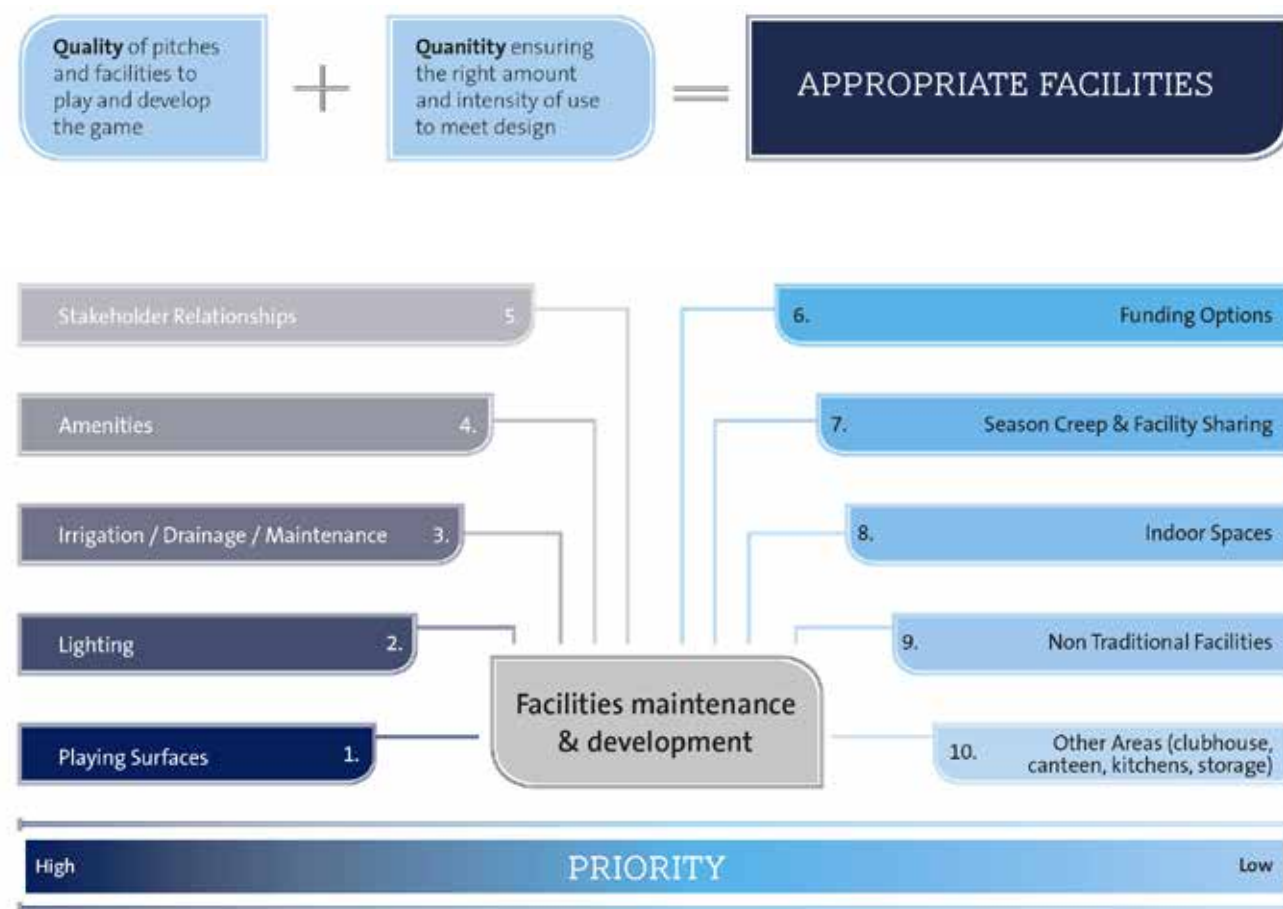 Quality of pitches
and facilities to
play and develop
the game
+
Quanitity ensuring
the right amount
and intensity of use
to meet design
=
APPROPRIATE FACILITIES
Stakeholder Relationships 5.
Amenities 4.
Irrigation / Drainage / Maintenance 3.
Lighting 2.
Playing Surfaces 1.
6. Funding Options
7. Season Creep & Facility Sharing
8. Indoor Spaces
9. Non Traditional Facilities
10. Other Areas (clubhouse,
canteen, kitchens, storage)
Facilities maintenance
& development
High PRIORITY Low